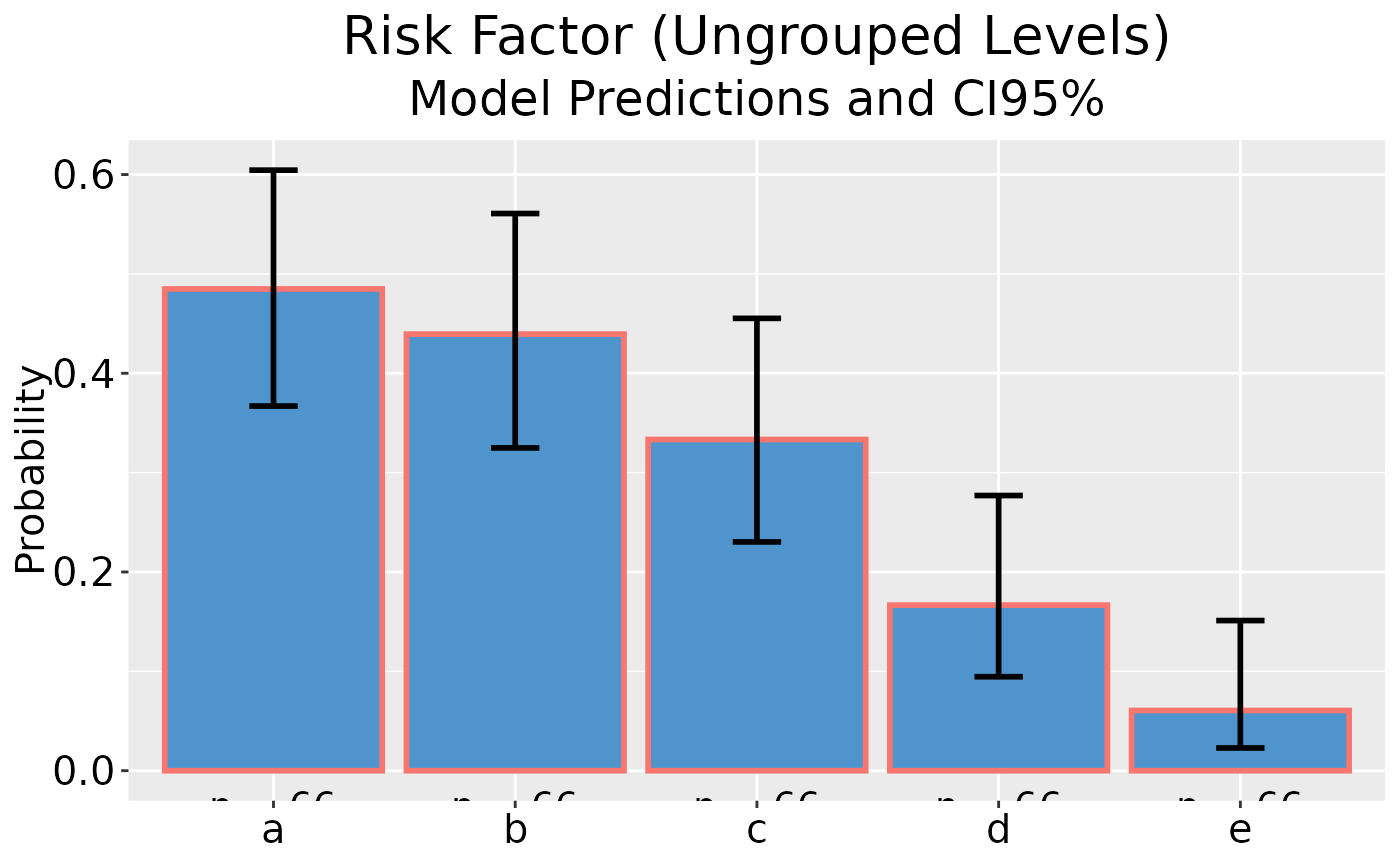 Risk Factor (Ungrouped Levels)
Model Predictions and CI95%
Probability
0.6
0.4
0.2
0.0
a b c d e